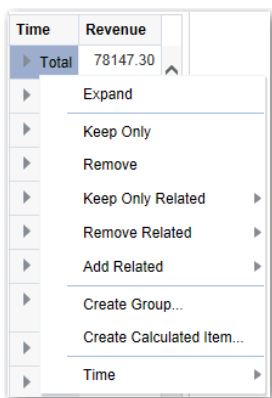 Time Revenue
Total 78147.30
Expand
Keep Only
Remove
Keep Only Related
Remove Related
Add Related
Create Group...
Create Calculated Item...
Time